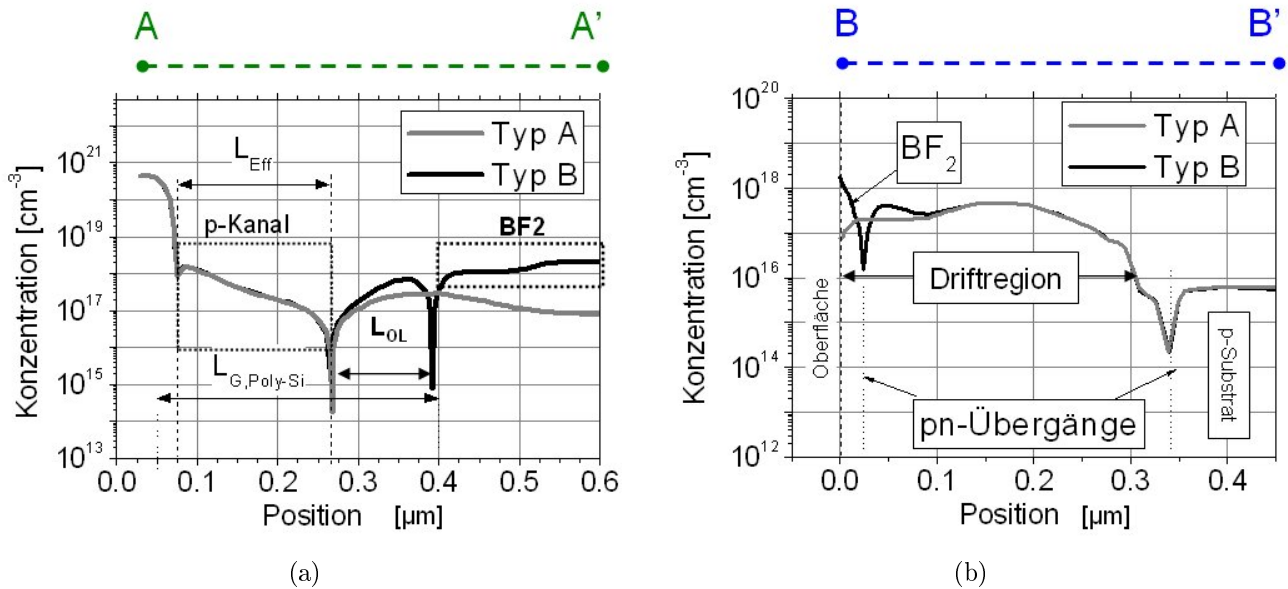 A A'
Typ A
Typ B
L_Eff
p-Kanal
BF2
L_OL
L_G,Poly-Si
Konzentration [cm^-3]
10^21
10^19
10^17
10^15
10^13
0.0 0.1 0.2 0.3 0.4 0.5 0.6
Position [µm]
(a)
B B'
Typ A
Typ B
BF_2
Driftregion
Oberfläche
p-Substrat
pn-Übergänge
Konzentration [cm^-3]
10^20
10^18
10^16
10^14
10^12
0.0 0.1 0.2 0.3 0.4
Position [µm]
(b)